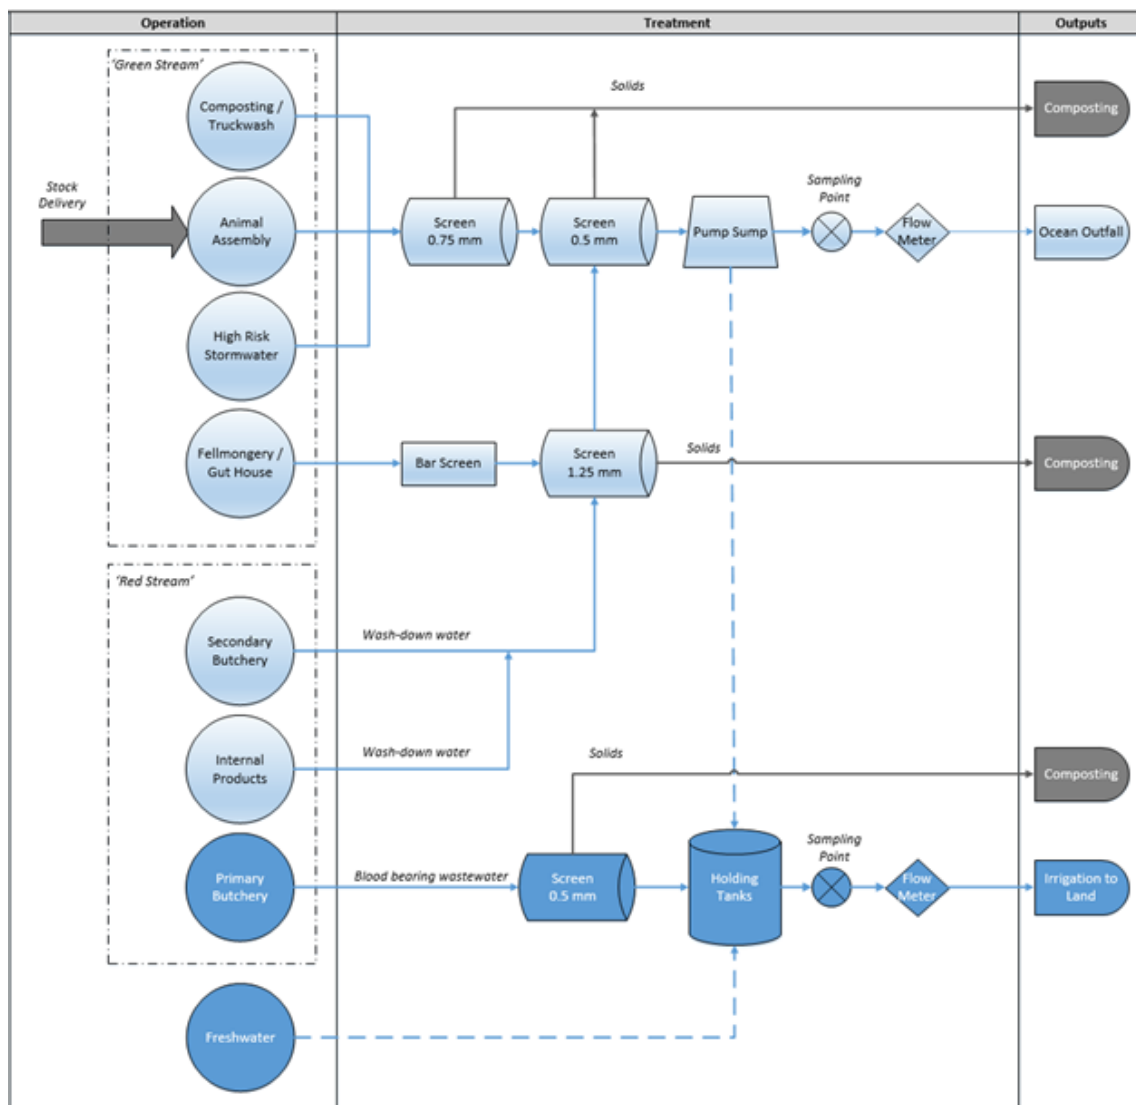 Operation
Treatment
Outputs
'Green Stream'
Composting /
Truckwash
Solids
Composting
Stock
Delivery
Animal
Assembly
Screen
0.75 mm
Screen
0.5 mm
Pump Sump
Sampling
Point
Flow
Meter
Ocean Outfall
High Risk
Stormwater
Fellmongery /
Gut House
Bar Screen
Screen
1.25 mm
Solids
Composting
'Red Stream'
Secondary
Butchery
Wash-down water
Internal
Products
Wash-down water
Solids
Composting
Primary
Butchery
Blood bearing wastewater
Screen
0.5 mm
Holding
Tanks
Sampling
Point
Flow
Meter
Irrigation to
Land
Freshwater